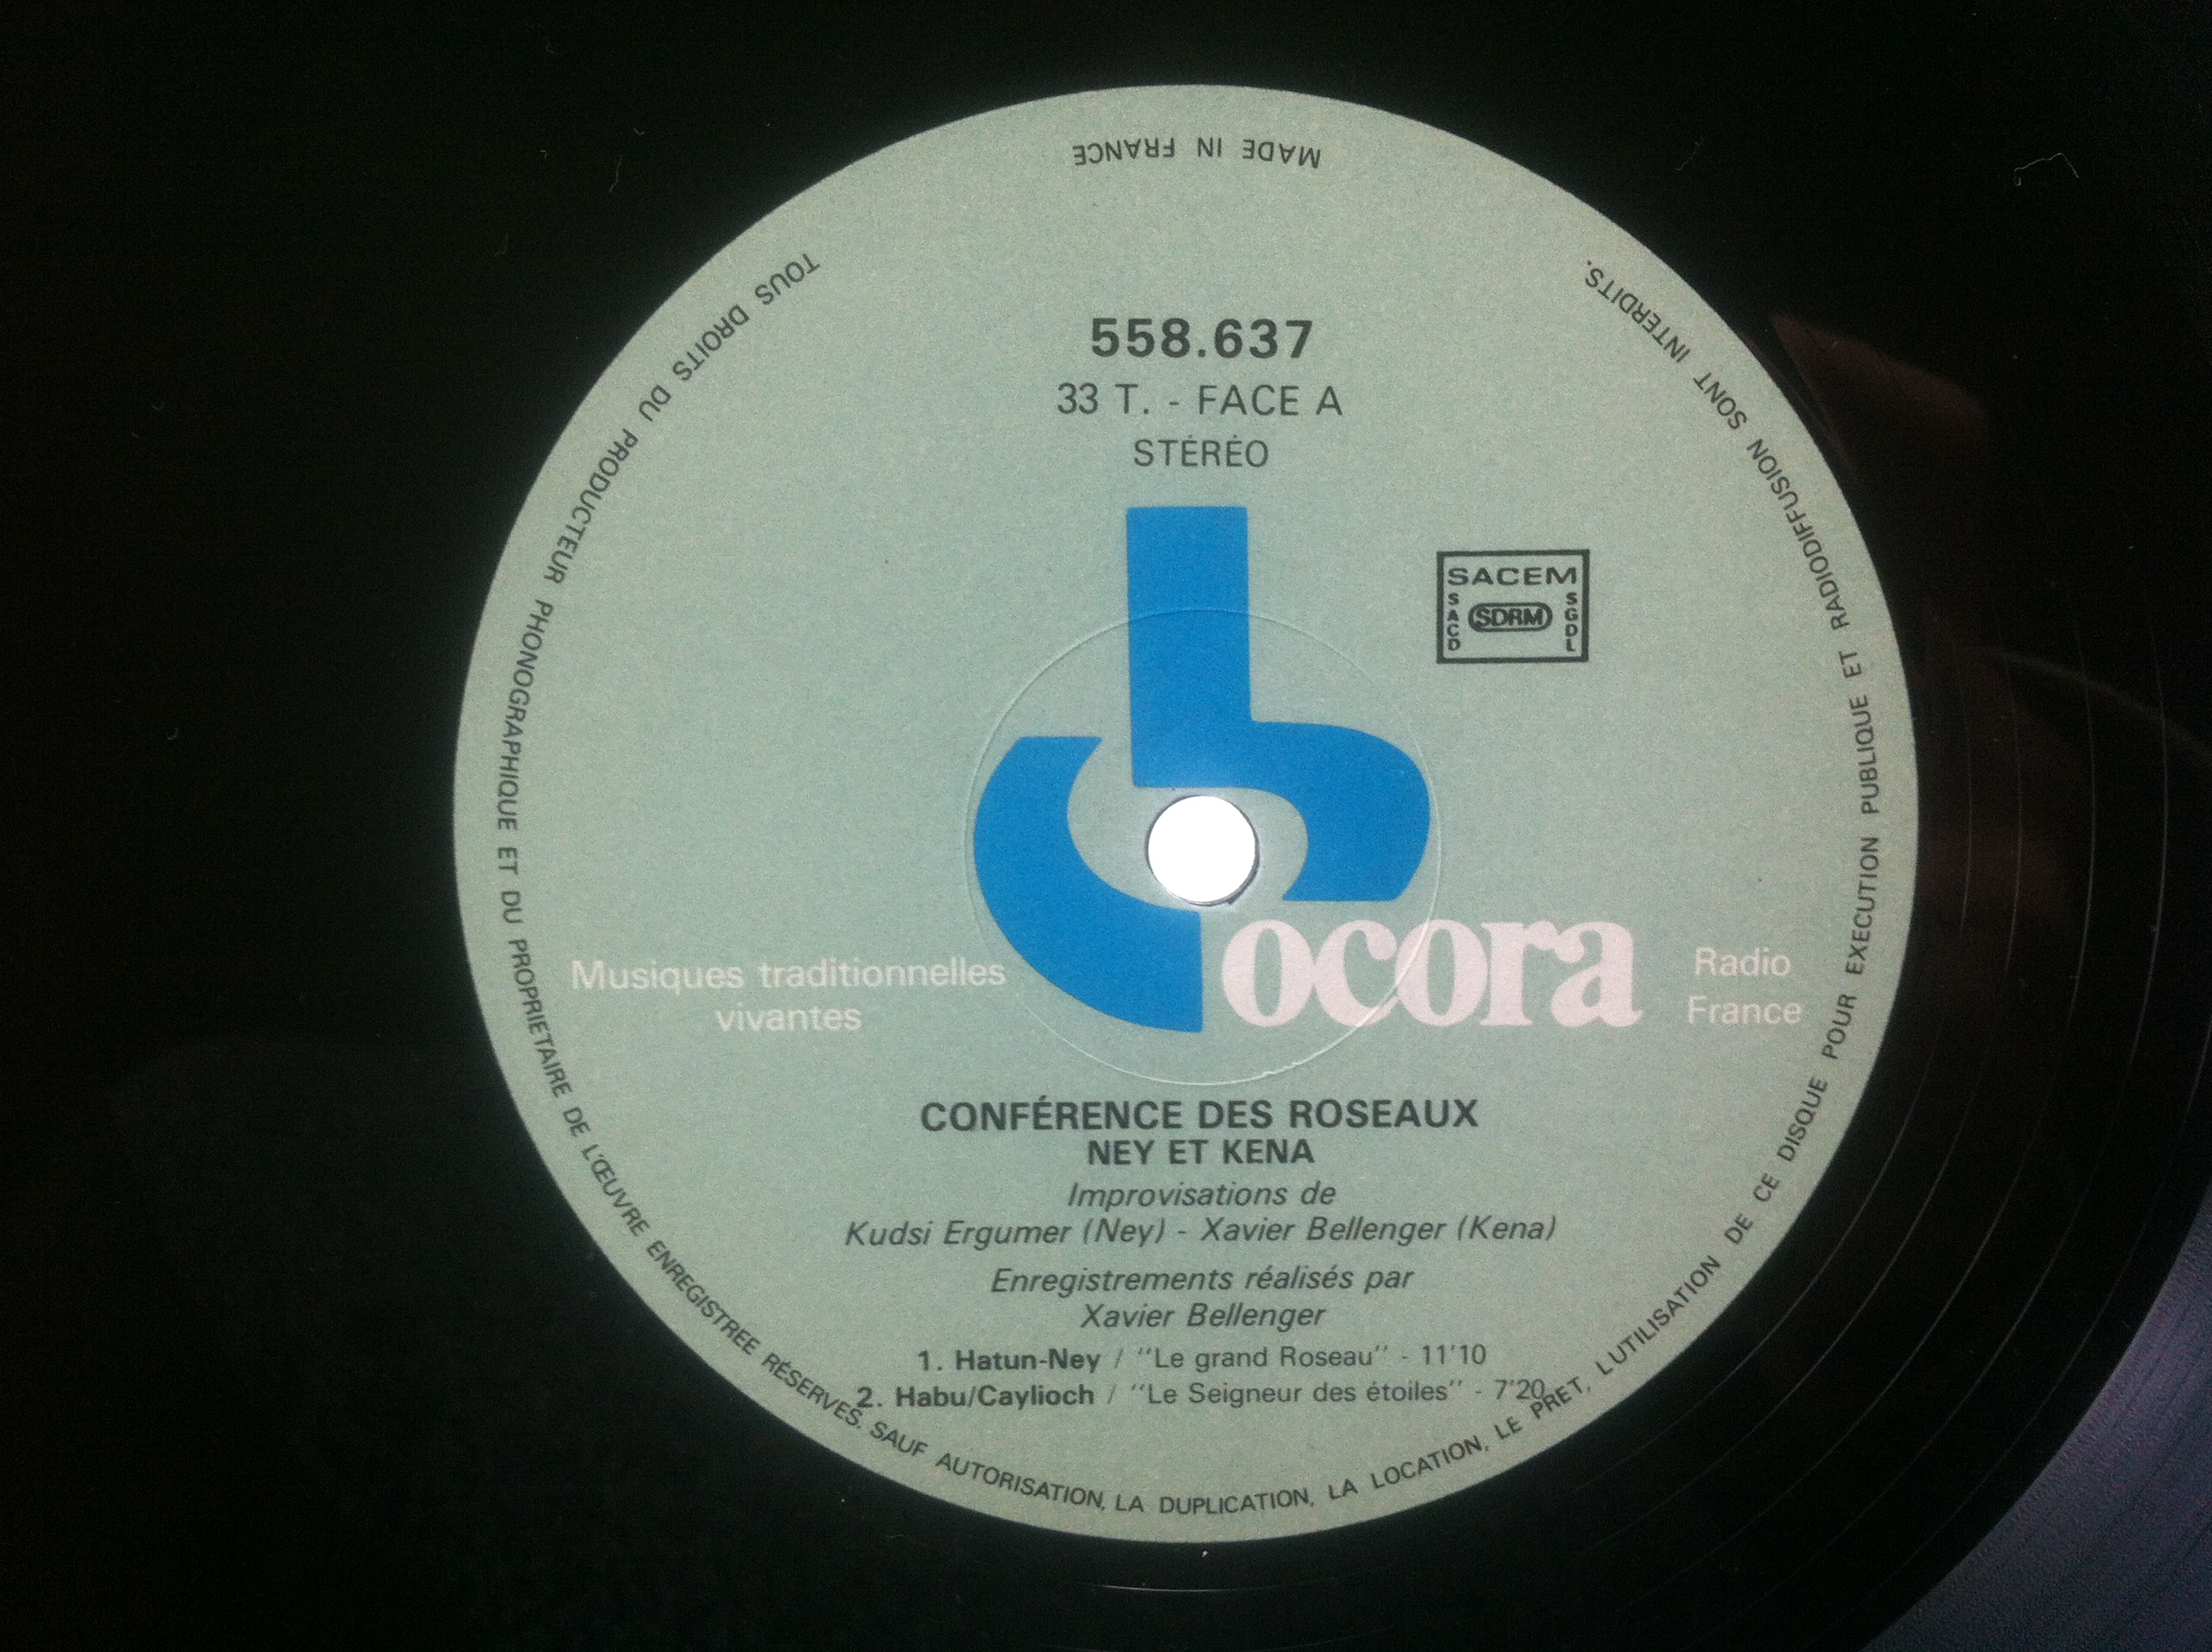 MADE IN FRANCE
558.637
33 T. - FACE A
STÉRÉO
SACEM
SACD
SDRM
SGDL
ocora
Musiques traditionnelles
vivantes
Radio
France
CONFÉRENCE DES ROSEAUX
NEY ET KENA
Improvisations de
Kudsi Ergumer (Ney) - Xavier Bellenger (Kena)
Enregistrements réalisés par
Xavier Bellenger
1. Hatun-Ney / "Le grand Roseau" - 11'10
2. Habu/Caylioch / "Le Seigneur des étoiles" - 7'20
TOUS DROITS DU PRODUCTEUR PHONOGRAPHIQUE ET DU PROPRIETAIRE DE L'ŒUVRE ENREGISTREE RÉSERVÉS. SAUF AUTORISATION, LA DUPLICATION, LA LOCATION, LE PRET, L'UTILISATION DE CE DISQUE POUR EXECUTION PUBLIQUE ET RADIODIFFUSION SONT INTERDITS.